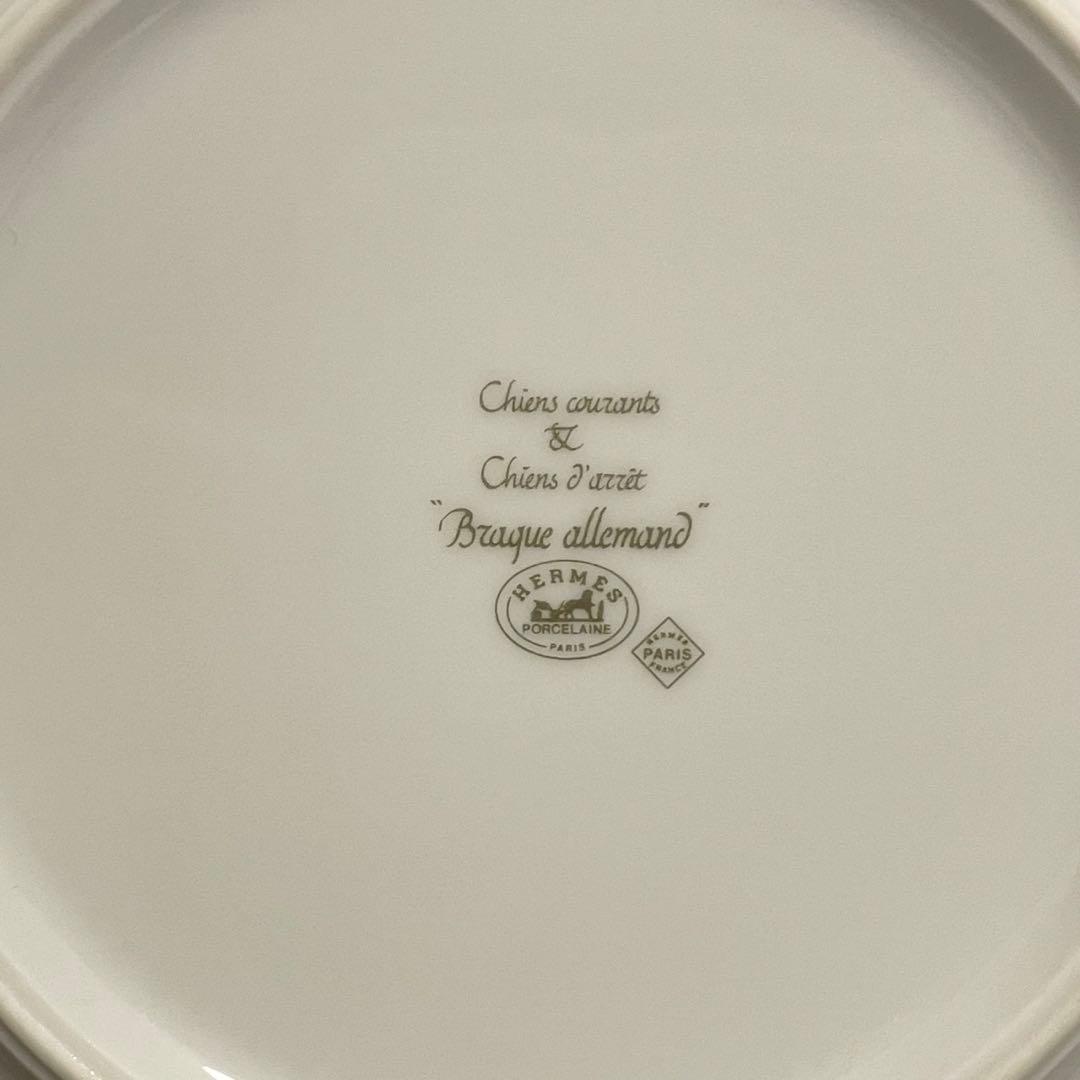 Chiens courants
&
Chiens d'arrêt
"Braque allemand"
HERMES
PORCELAINE
PARIS
HERMES
PARIS
FRANCE